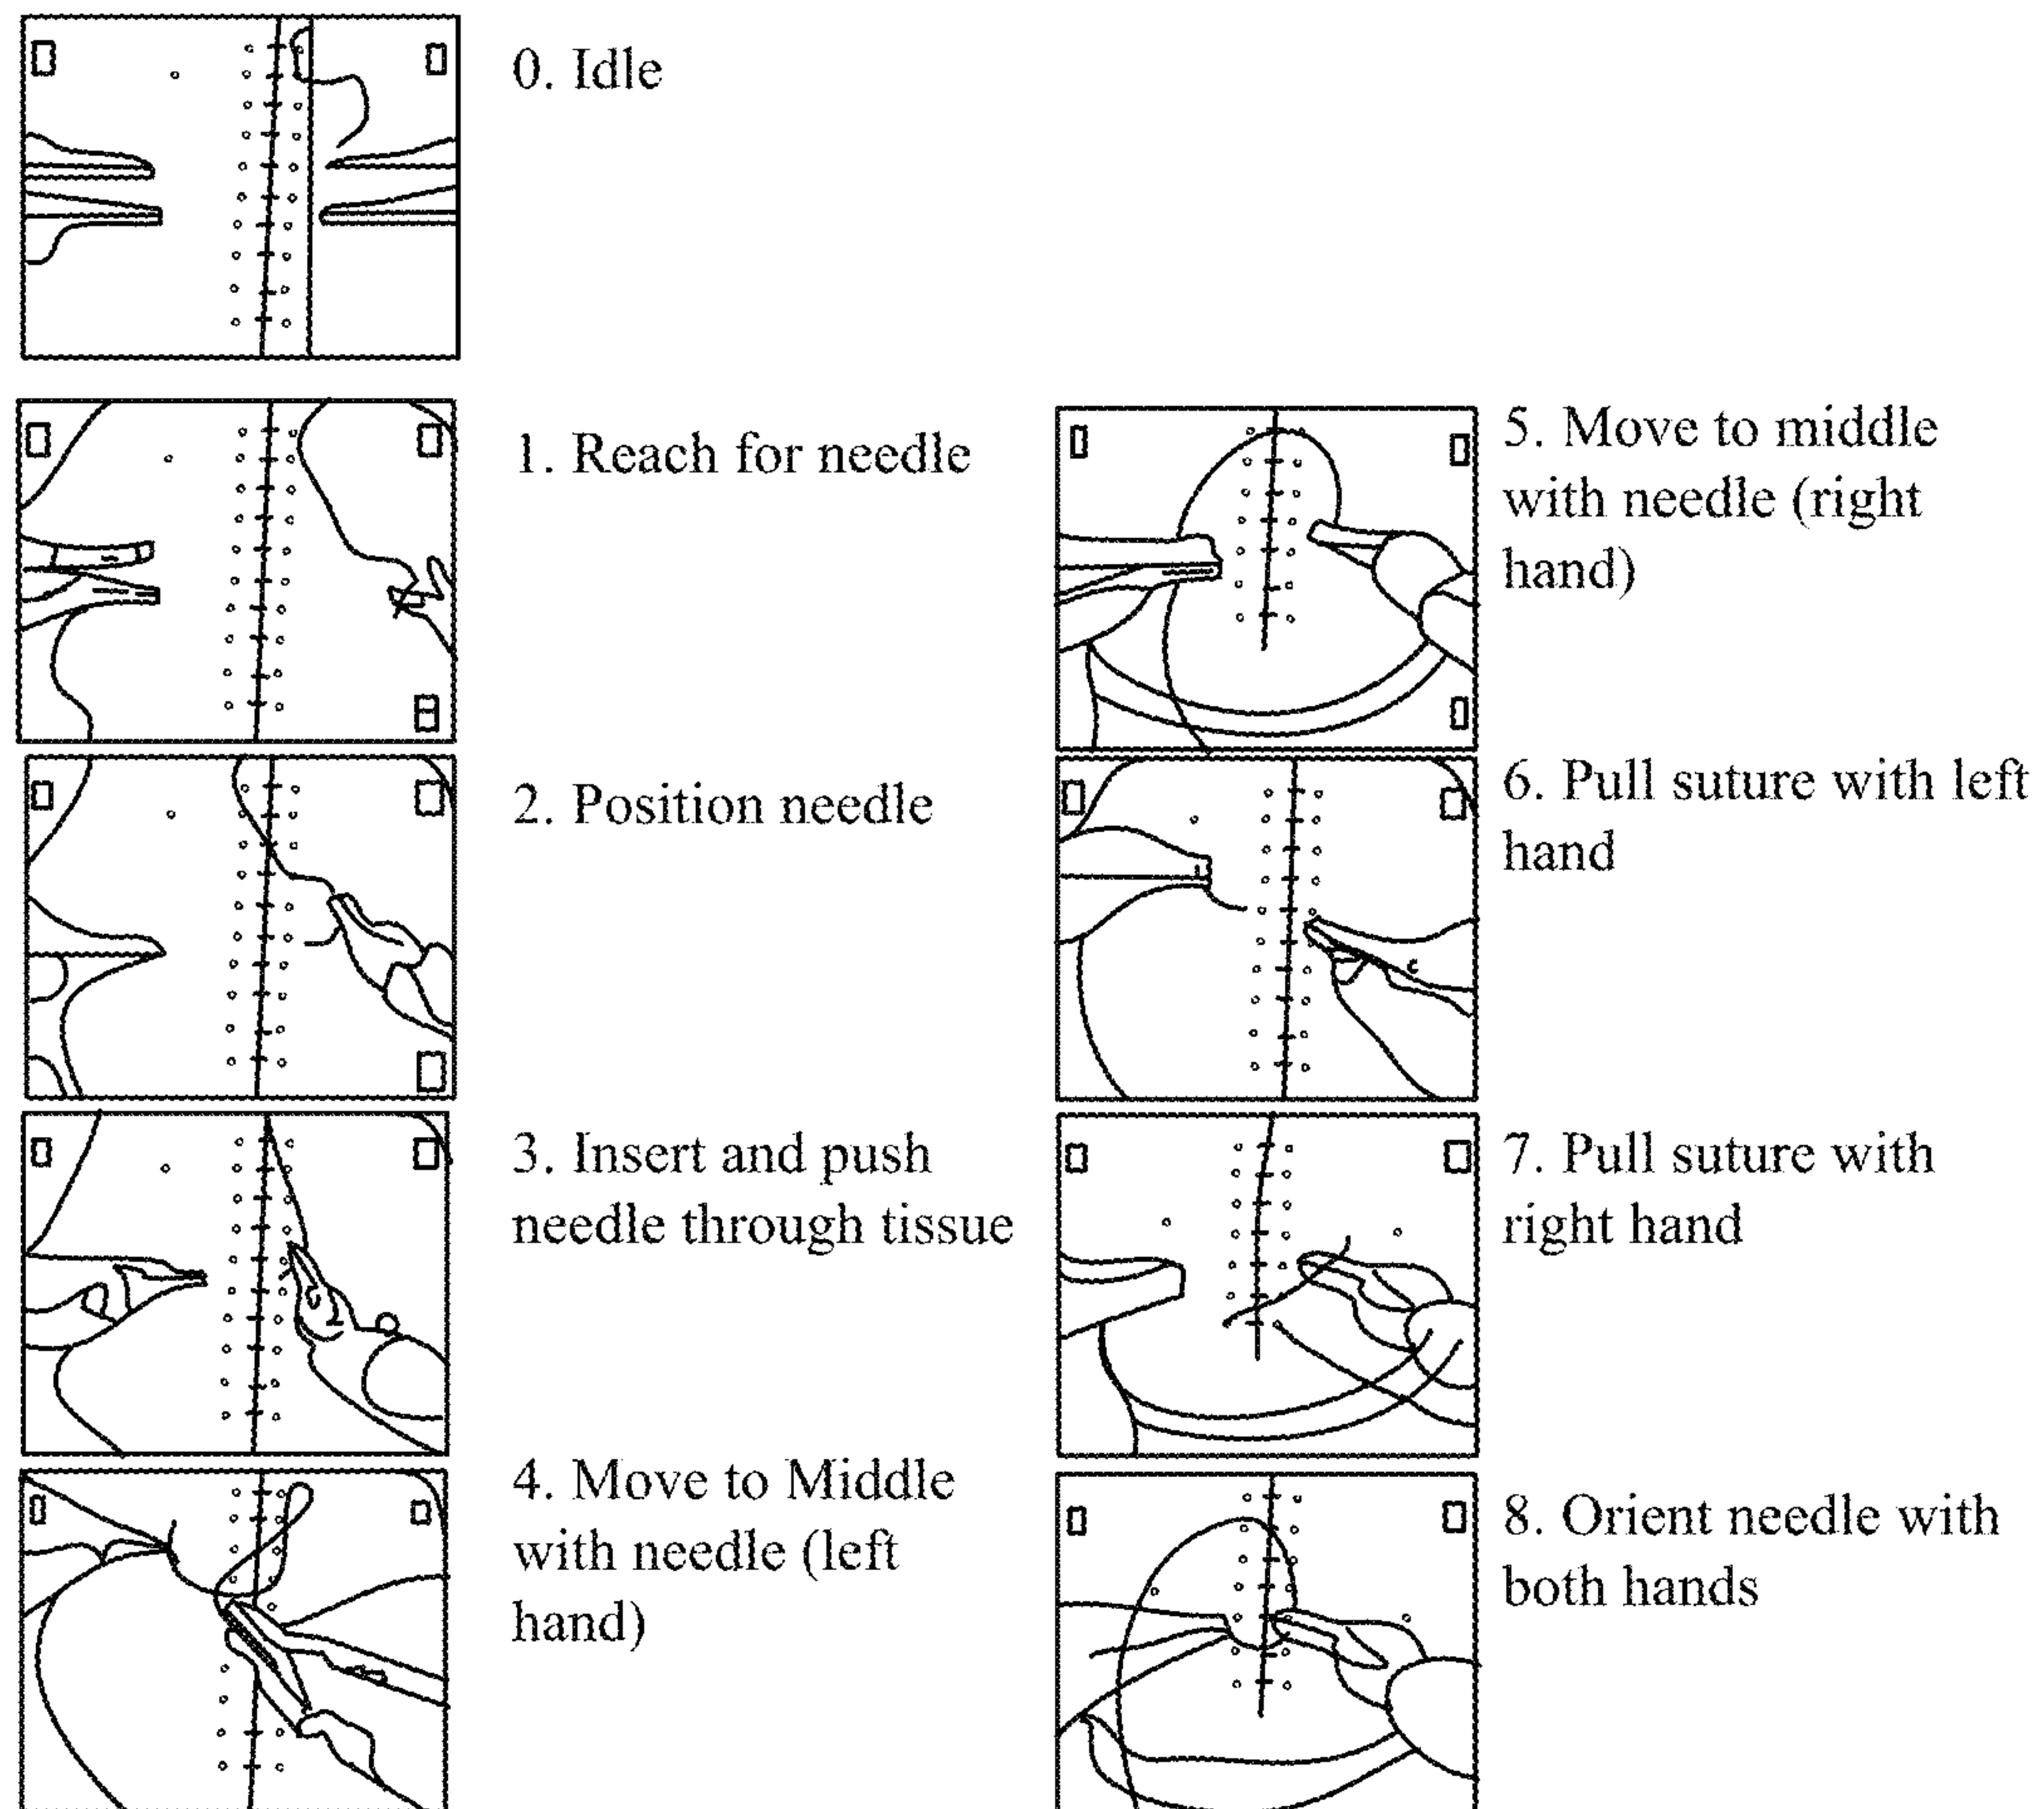 0. Idle
1. Reach for needle
2. Position needle
3. Insert and push
needle through tissue
4. Move to Middle
with needle (left
hand)
5. Move to middle
with needle (right
hand)
6. Pull suture with left
hand
7. Pull suture with
right hand
8. Orient needle with
both hands